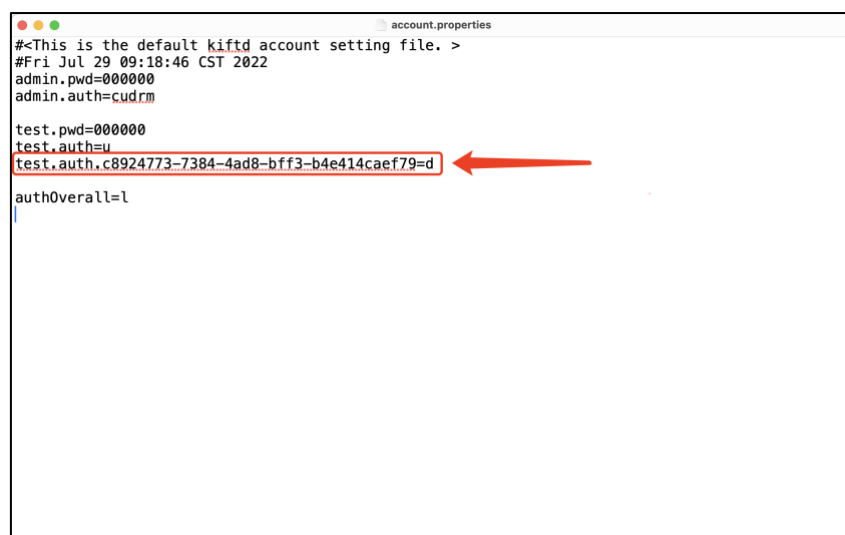 account.properties
#<This is the default kiftd account setting file. >
#Fri Jul 29 09:18:46 CST 2022
admin.pwd=000000
admin.auth=cudrm
test.pwd=000000
test.auth=u
test.auth.c8924773-7384-4ad8-bff3-b4e414caef79=d
authOverall=l